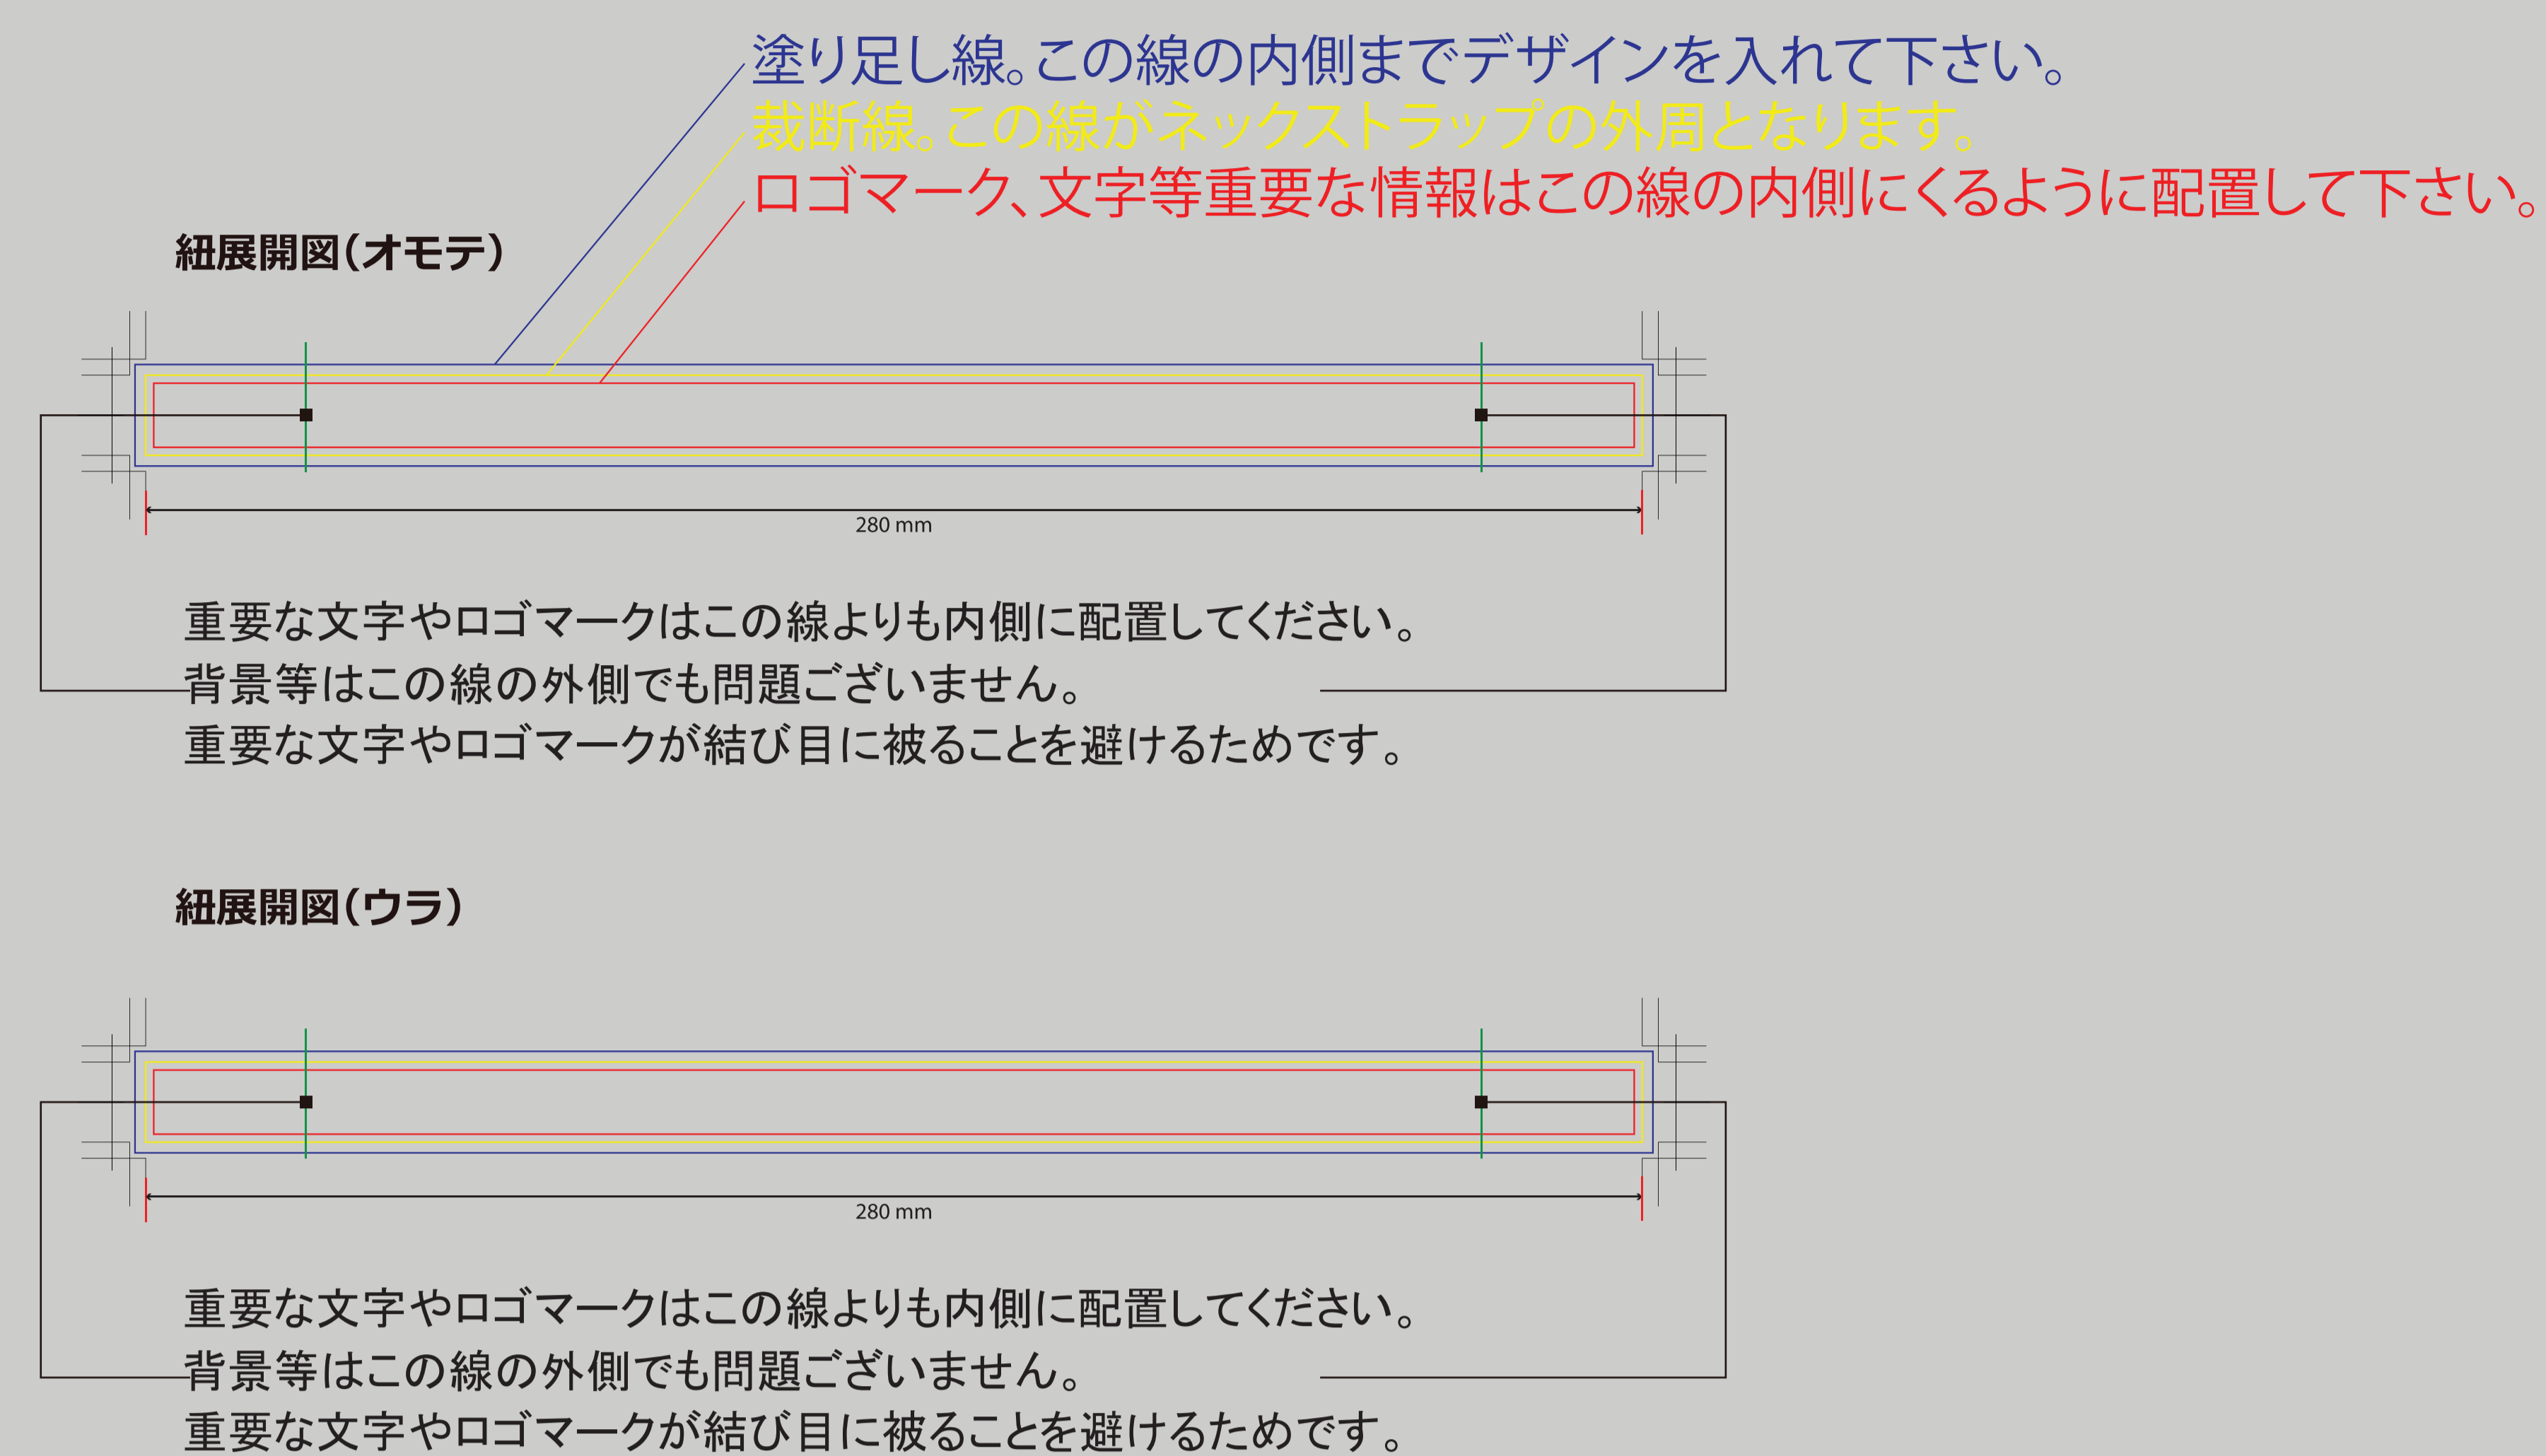 塗り足し線。この線の内側までデザインを入れて下さい。
裁断線。この線がネックストラップの外周となります。
ロゴマーク、文字等重要な情報はこの線の内側にくるように配置して下さい。
紐展開図(オモテ)
280 mm
重要な文字やロゴマークはこの線よりも内側に配置してください。
背景等はこの線の外側でも問題ございません。
重要な文字やロゴマークが結び目に被ることを避けるためです。
紐展開図(ウラ)
280 mm
重要な文字やロゴマークはこの線よりも内側に配置してください。
背景等はこの線の外側でも問題ございません。
重要な文字やロゴマークが結び目に被ることを避けるためです。